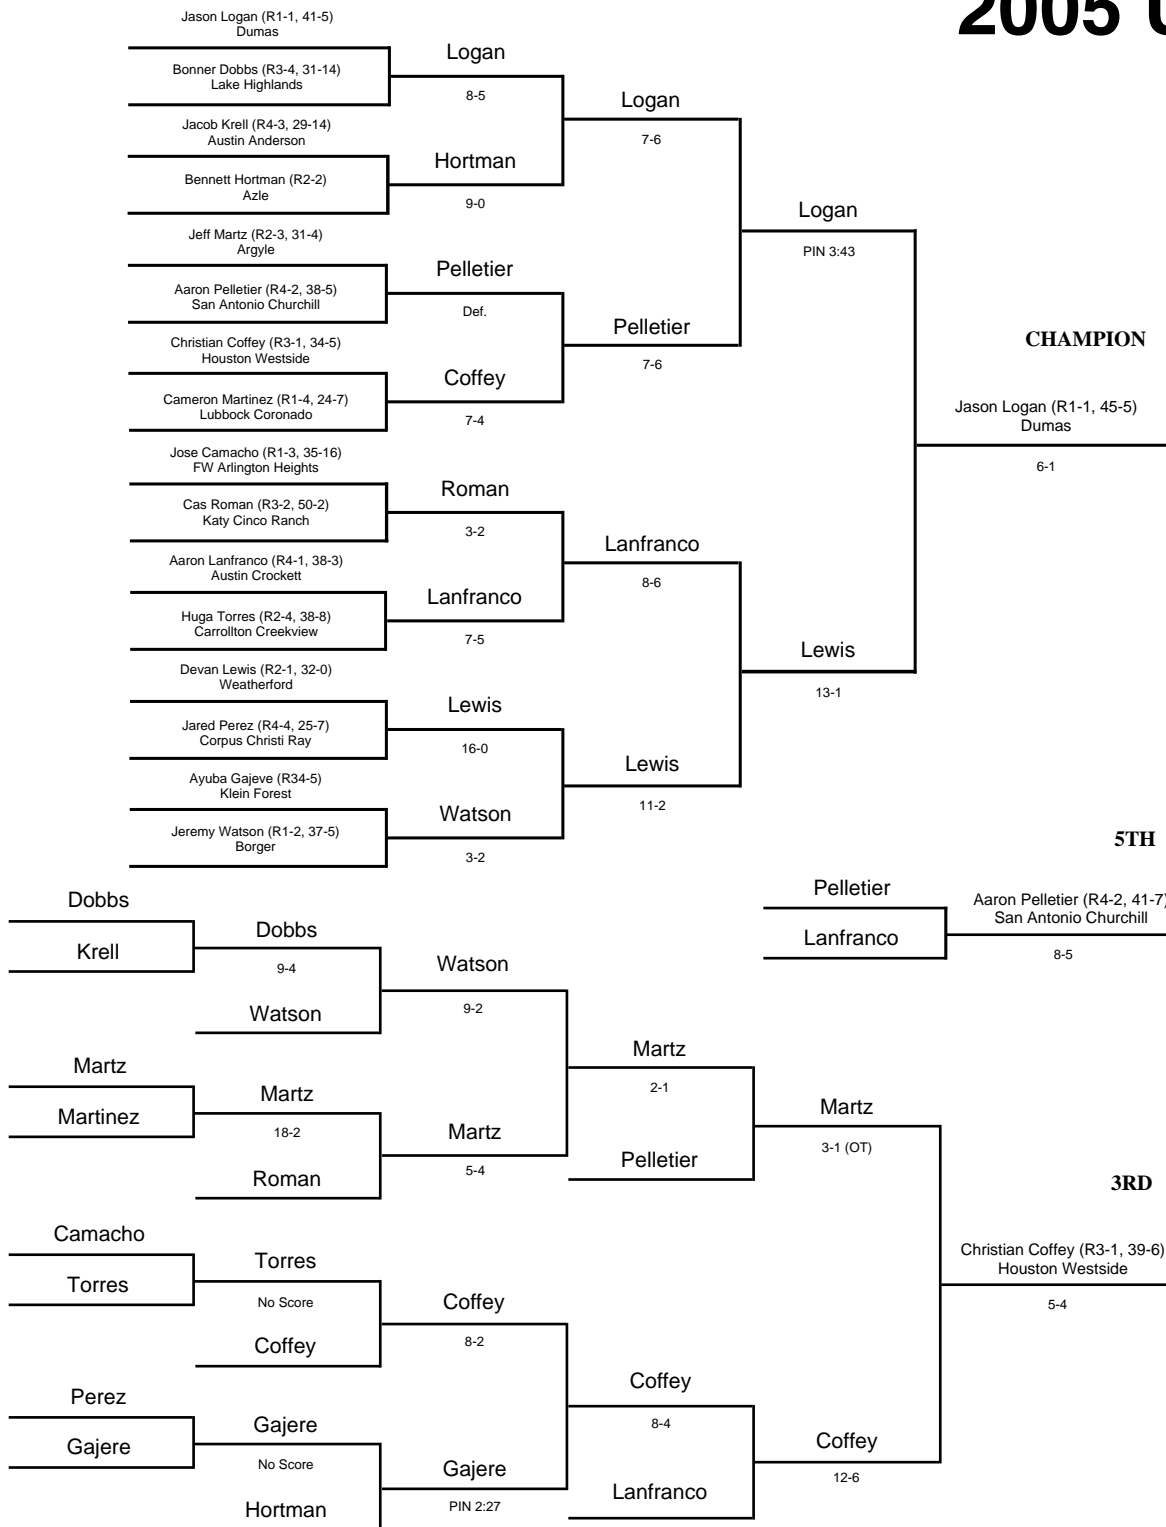 2005 U
Jason Logan (R1-1, 41-5)
Dumas
Bonner Dobbs (R3-4, 31-14)
Lake Highlands
Logan
8-5
Jacob Krell (R4-3, 29-14)
Austin Anderson
Bennett Hortman (R2-2)
Azle
Hortman
9-0
Logan
7-6
Jeff Martz (R2-3, 31-4)
Argyle
Aaron Pelletier (R4-2, 38-5)
San Antonio Churchill
Pelletier
Def.
Christian Coffey (R3-1, 34-5)
Houston Westside
Cameron Martinez (R1-4, 24-7)
Lubbock Coronado
Coffey
7-4
Pelletier
7-6
Logan
PIN 3:43
Jose Camacho (R1-3, 35-16)
FW Arlington Heights
Cas Roman (R3-2, 50-2)
Katy Cinco Ranch
Roman
3-2
Aaron Lanfranco (R4-1, 38-3)
Austin Crockett
Huga Torres (R2-4, 38-8)
Carrollton Creekview
Lanfranco
7-5
Lanfranco
8-6
Devan Lewis (R2-1, 32-0)
Weatherford
Jared Perez (R4-4, 25-7)
Corpus Christi Ray
Lewis
16-0
Ayuba Gajeve (R34-5)
Klein Forest
Jeremy Watson (R1-2, 37-5)
Borger
Watson
3-2
Lewis
11-2
Lewis
13-1
CHAMPION
Jason Logan (R1-1, 45-5)
Dumas
6-1
5TH
Pelletier
Lanfranco
Aaron Pelletier (R4-2, 41-7)
San Antonio Churchill
8-5
Dobbs
Krell
Dobbs
9-4
Watson
Watson
9-2
Martz
Martinez
Martz
18-2
Roman
Martz
5-4
Martz
2-1
Pelletier
Martz
3-1 (OT)
Camacho
Torres
Torres
No Score
Coffey
Coffey
8-2
Perez
Gajere
Gajere
No Score
Hortman
Gajere
PIN 2:27
Coffey
8-4
Lanfranco
Coffey
12-6
3RD
Christian Coffey (R3-1, 39-6)
Houston Westside
5-4